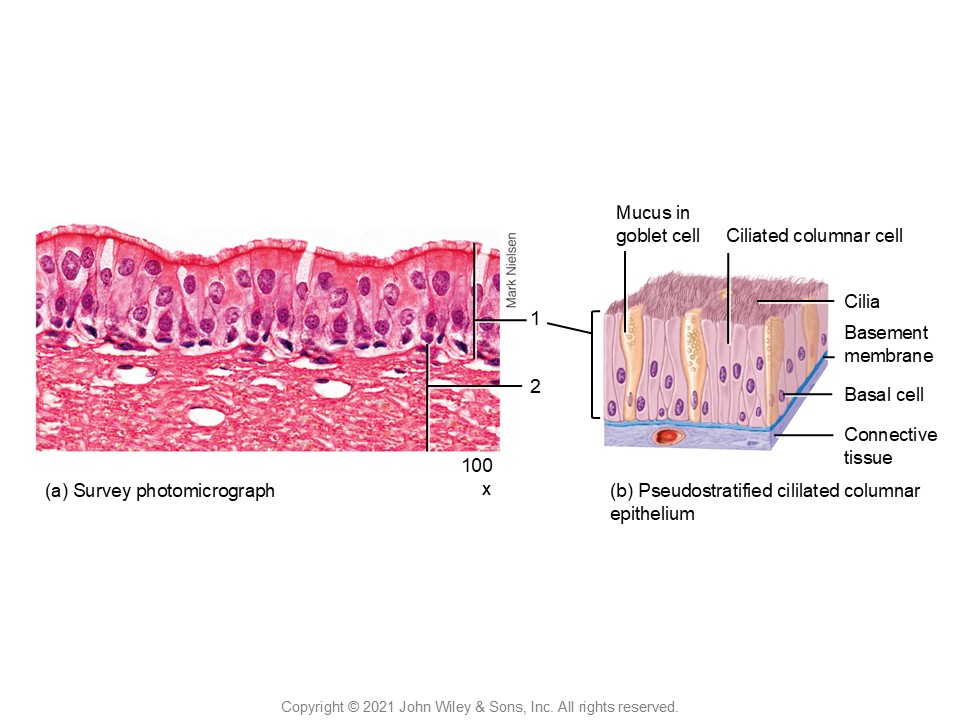 Mucus in
goblet cell
Ciliated columnar cell
Mark Nielsen
Cilia
1
Basement
membrane
2
Basal cell
Connective
tissue
100
x
(a) Survey photomicrograph
(b) Pseudostratified cililated columnar
epithelium
Copyright © 2021 John Wiley & Sons, Inc. All rights reserved.